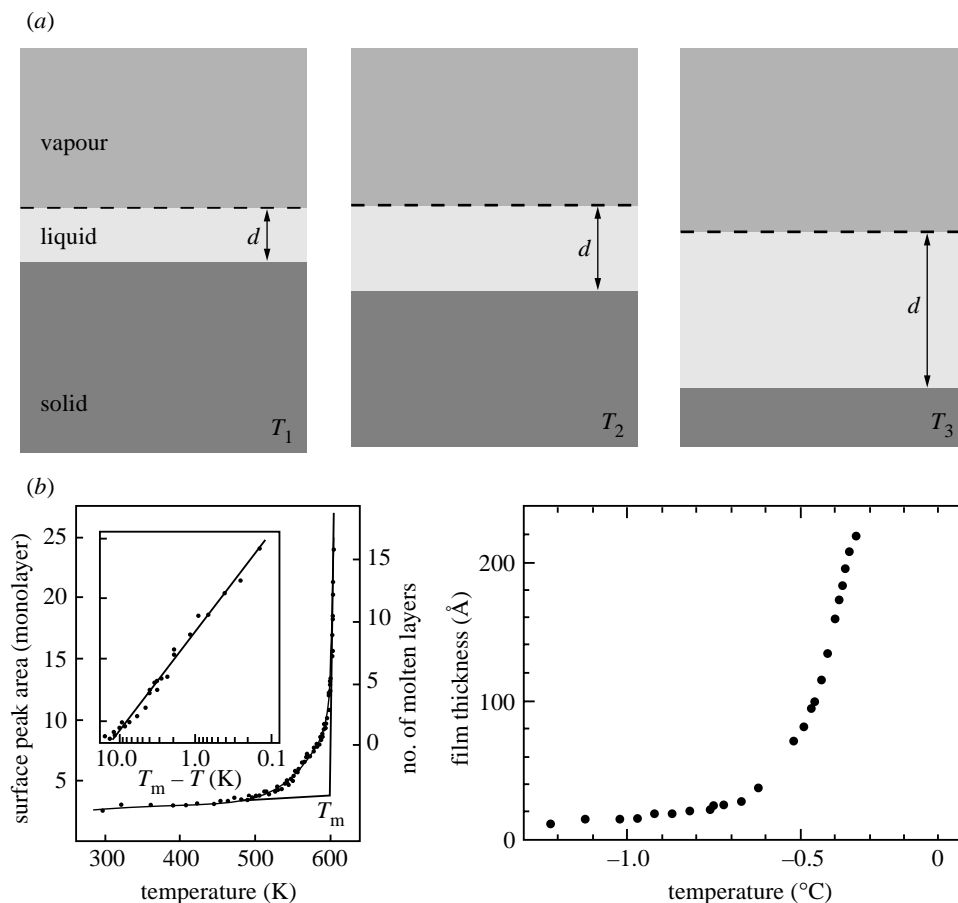 (a)
vapour
liquid
solid
d
T1
d
T2
d
T3
(b)
surface peak area (monolayer)
25
20
15
10
5
10.0
1.0
0.1
Tm – T (K)
Tm
15
10
5
0
no. of molten layers
300
400
500
600
temperature (K)
film thickness (Å)
200
100
0
–1.0
–0.5
0
temperature (°C)